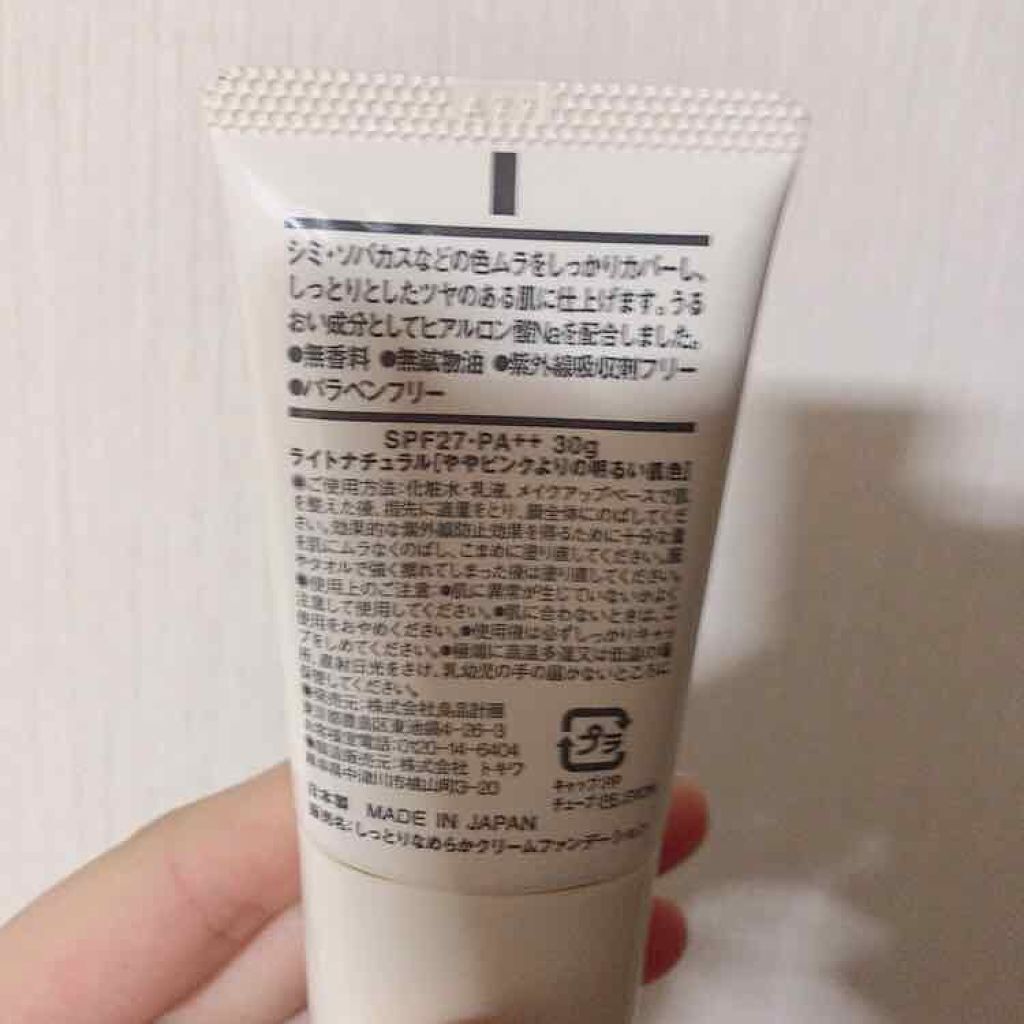 シミ・ソバカスなどの色ムラをしっかりカバーし、
しっとりとしたツヤのある肌に仕上げます。うる
おい成分としてヒアルロン酸Naを配合しました。
●無香料 ●無鉱物油 ●紫外線吸収剤フリー
●パラベンフリー
SPF27・PA++ 30g
ライトナチュラル[ややピンクよりの明るい肌色]
●ご使用方法:化粧水・乳液、メイクアップベースで肌
を整えた後、指先に適量をとり、顔全体にのばしてくだ
さい。効果的な紫外線防止効果を得るために十分な量
を肌にムラなくのばし、こまめに塗り直してください。
やタオルで強く擦れてしまった後は塗り直してください。
●使用上のご注意:●肌に異常が生じていないかよく
注意して使用してください。●肌に合わないときは、ご
使用をおやめください。●使用後は必ずしっかりキャッ
プをしめてください。●極端に高温多湿又は低温の場
所、直射日光をさけ、乳幼児の手の届かないところに
保管してください。
●発売元:株式会社良品計画
東京都豊島区東池袋4-26-3
お客様室電話:0120-14-6404
●製造販売元:株式会社 トキワ
岐阜県中津川市桃山町3-20
プラ
キャップ:PP
チューブ:PE,
日本製 MADE IN JAPAN
販売名:しっとりなめらかクリームファンデーション